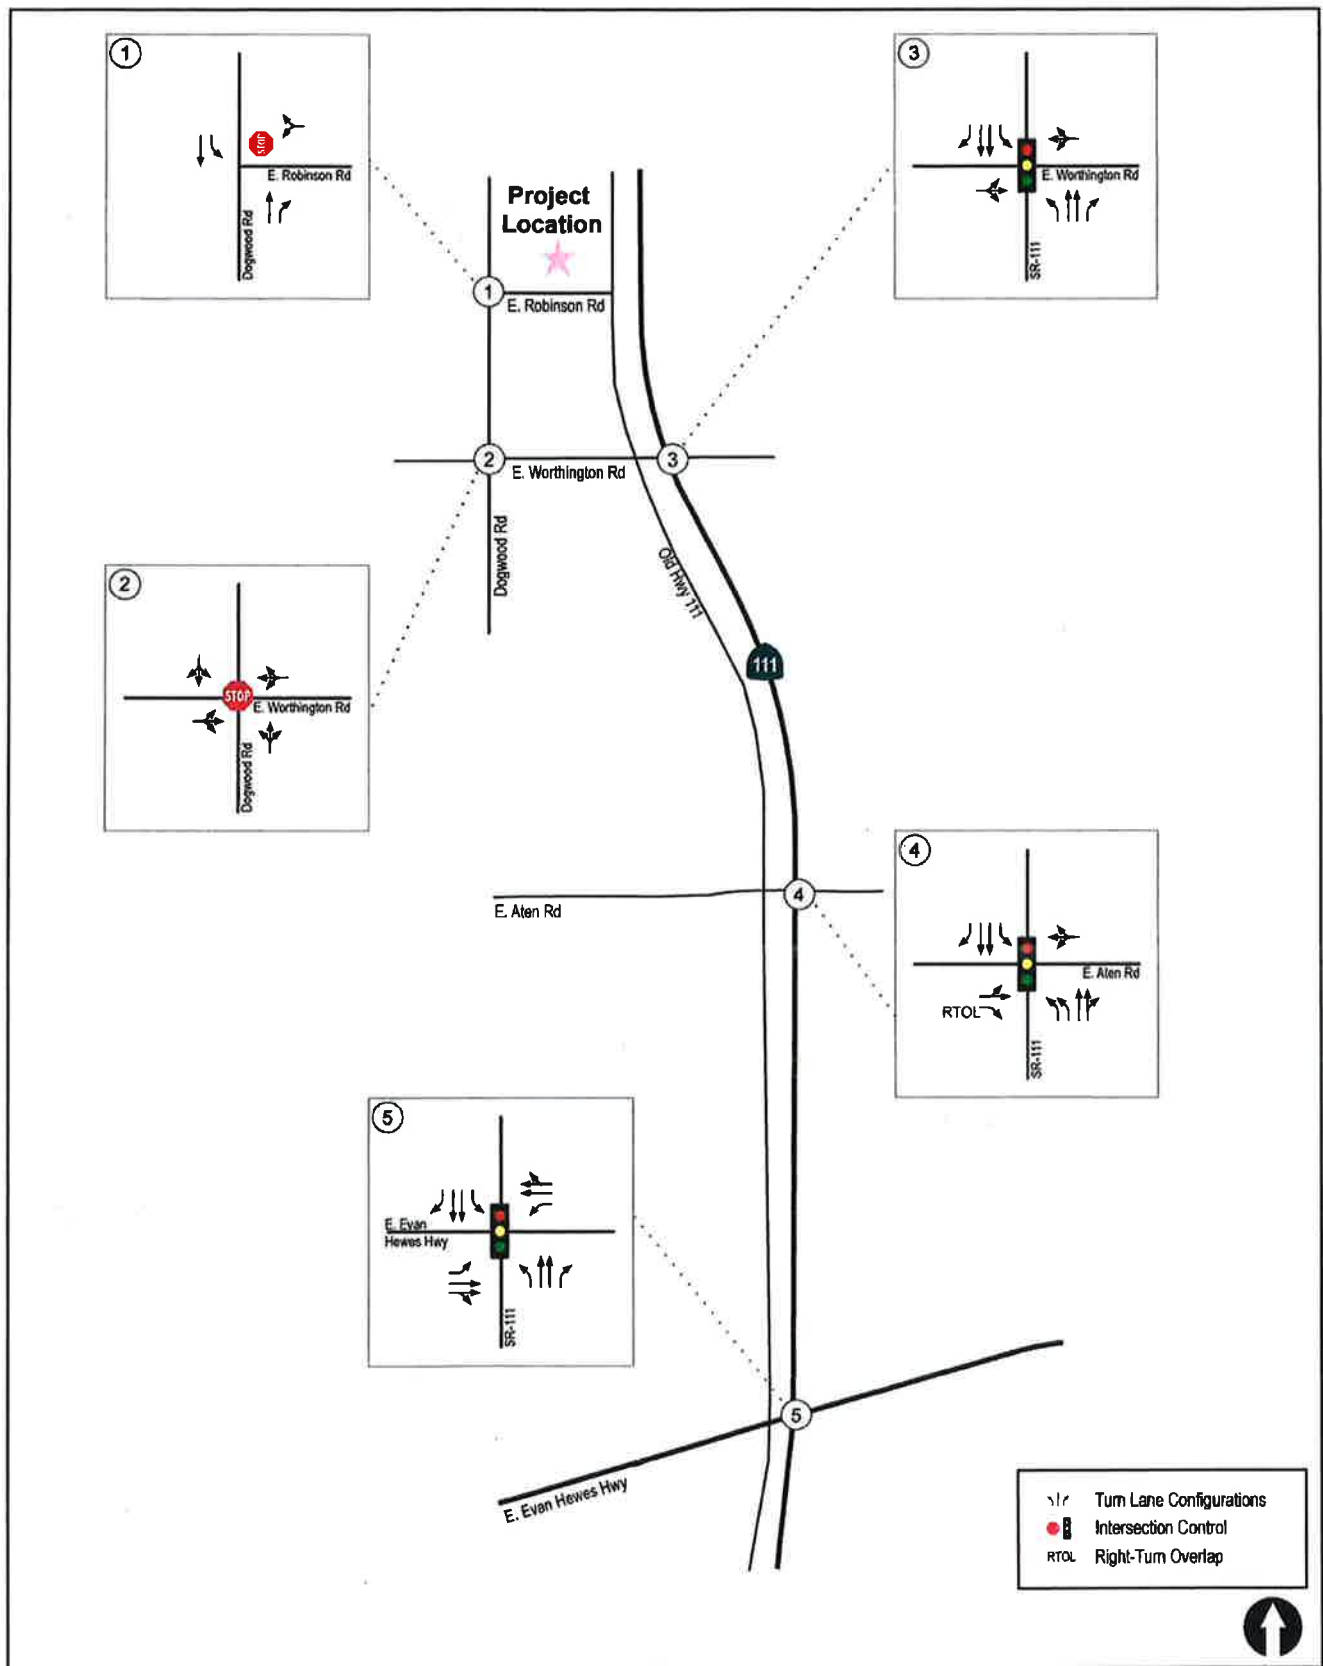 1
STOP
E. Robinson Rd
Dogwood Rd
3
E. Worthington Rd
SR-111
Project
Location
1
E. Robinson Rd
2
E. Worthington Rd
3
Dogwood Rd
Old Hwy 111
111
2
STOP
E. Worthington Rd
Dogwood Rd
4
E. Aten Rd
4
E. Aten Rd
RTOL
SR-111
5
E. Evan
Hewes Hwy
SR-111
5
E. Evan Hewes Hwy
Turn Lane Configurations
Intersection Control
RTOL Right-Turn Overlap